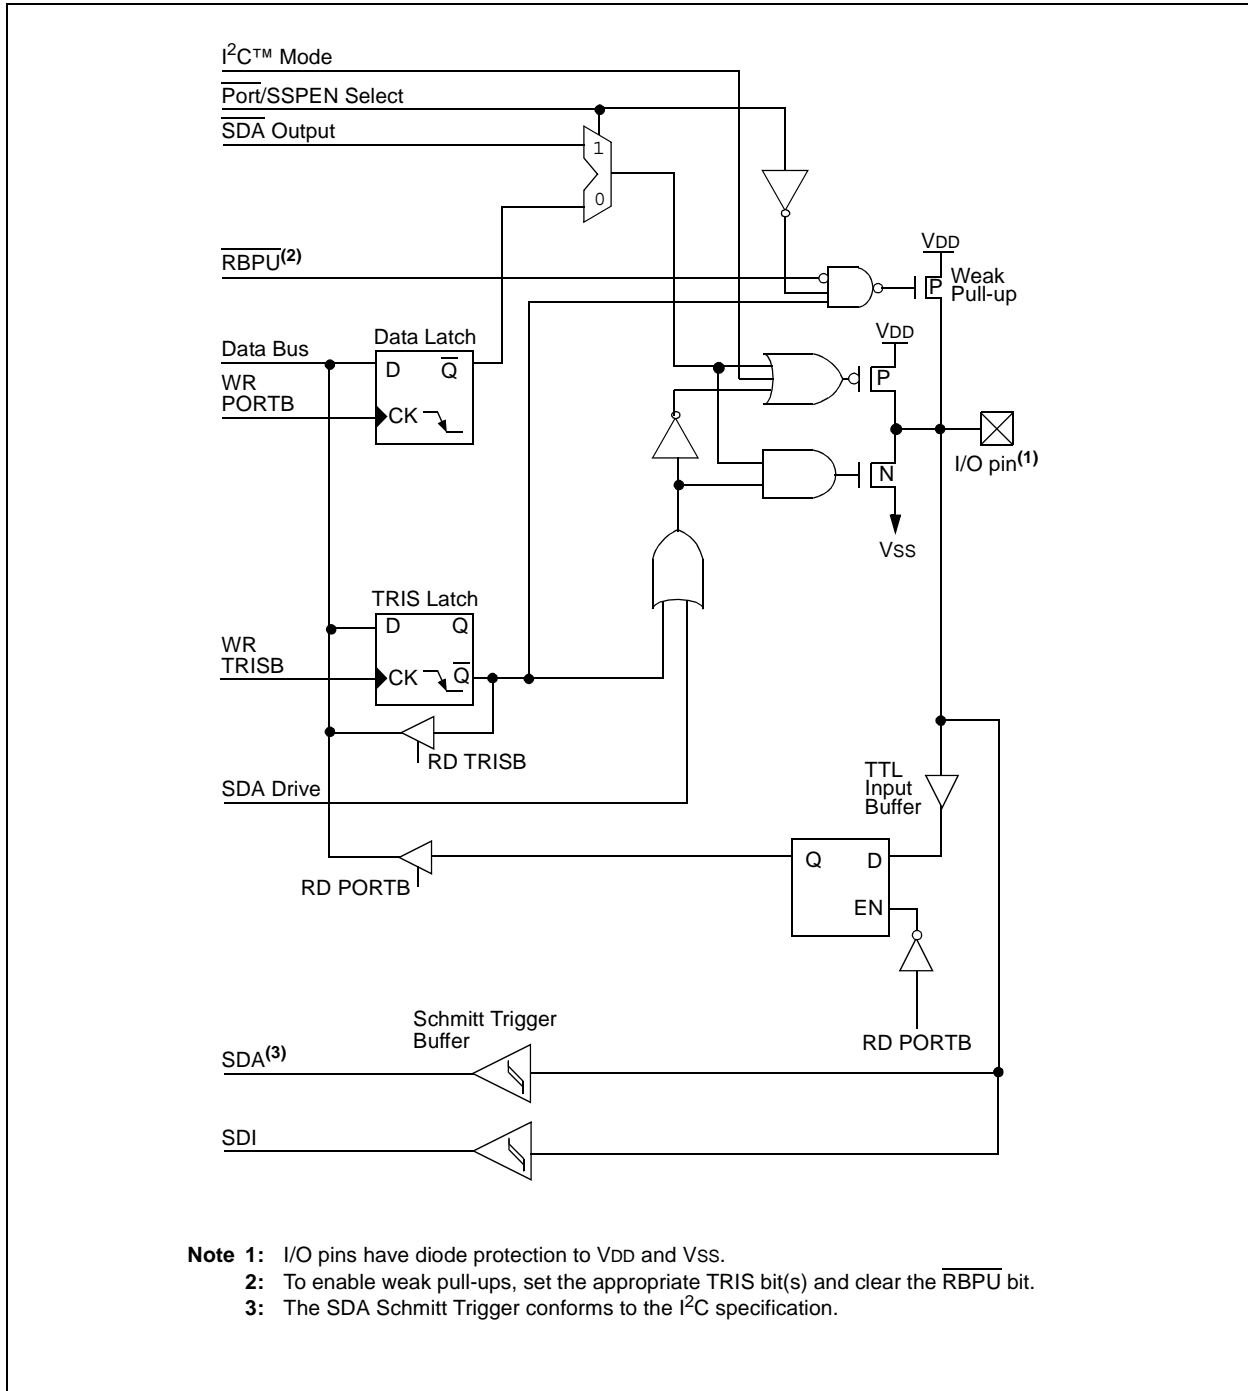 I²C™ Mode
Port/SSPEN Select
SDA Output
1
0
RBPU(2)
VDD
P
Weak
Pull-up
Data Latch
VDD
Data Bus
D
Q
P
WR
PORTB
CK
I/O pin(1)
N
VSS
TRIS Latch
D
Q
WR
TRISB
CK
Q
RD TRISB
TTL
Input
Buffer
SDA Drive
Q
D
RD PORTB
EN
Schmitt Trigger
Buffer
RD PORTB
SDA(3)
SDI
Note 1: I/O pins have diode protection to VDD and VSS.
2: To enable weak pull-ups, set the appropriate TRIS bit(s) and clear the RBPU bit.
3: The SDA Schmitt Trigger conforms to the I²C specification.